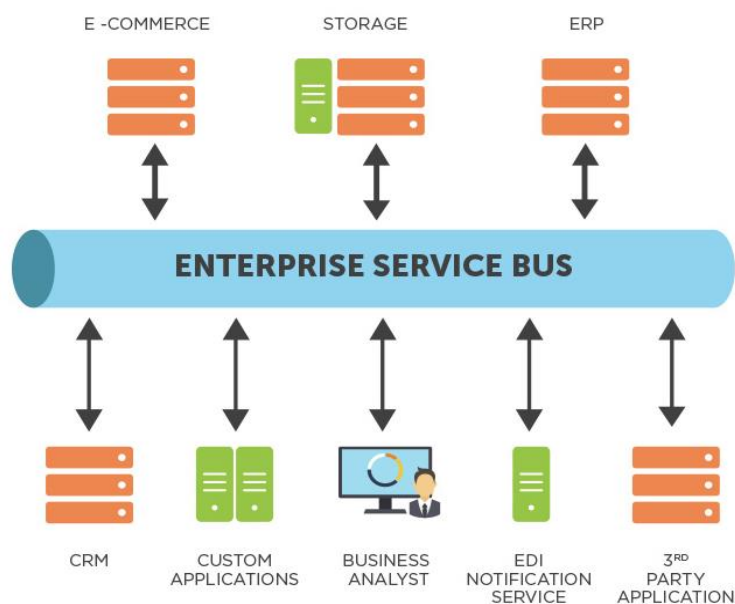 E -COMMERCE
STORAGE
ERP
ENTERPRISE SERVICE BUS
CRM
CUSTOM
APPLICATIONS
BUSINESS
ANALYST
EDI
NOTIFICATION
SERVICE
3RD
PARTY
APPLICATION